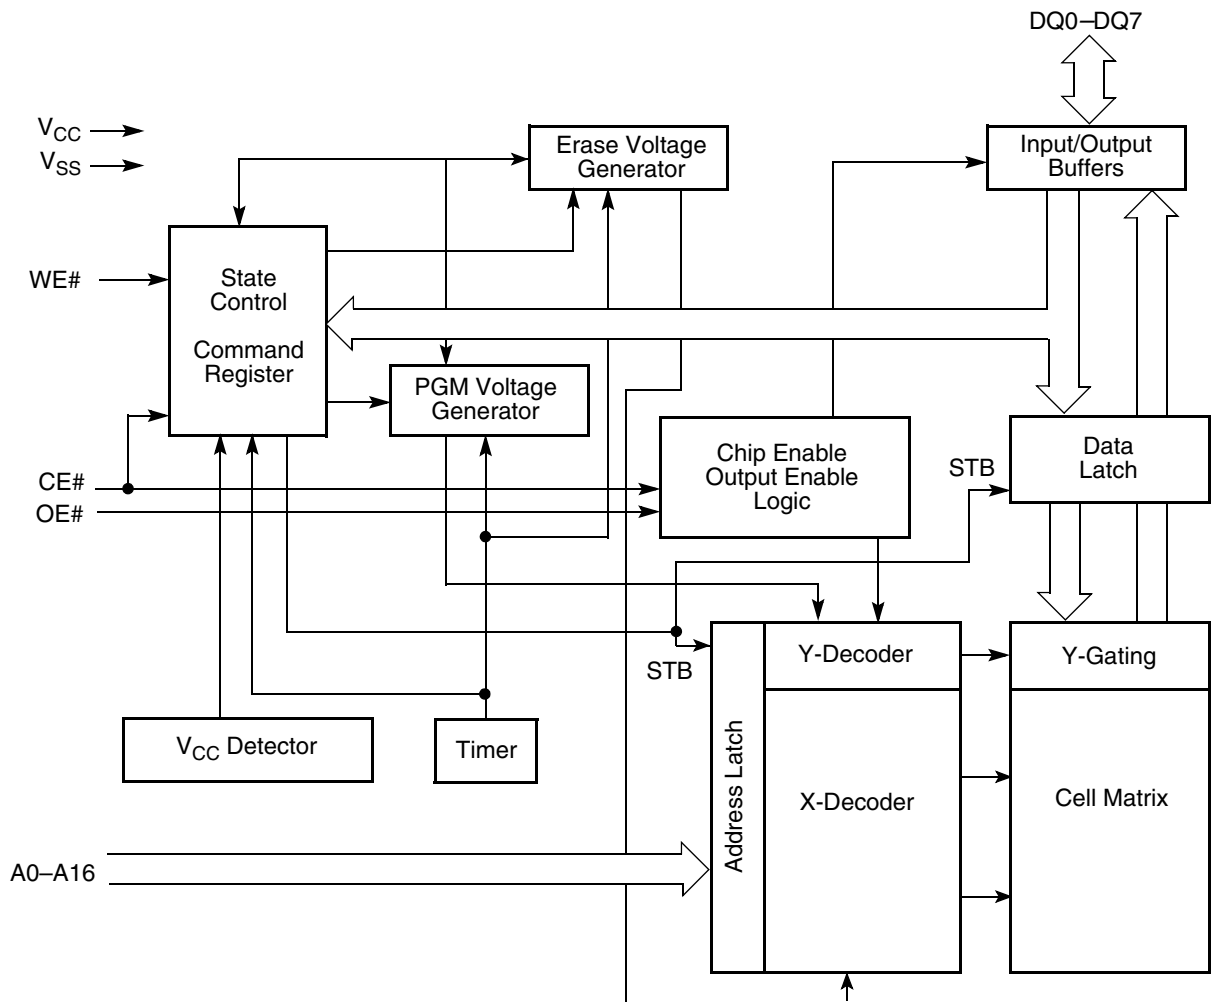 DQ0–DQ7
VCC
VSS
Erase Voltage
Generator
Input/Output
Buffers
WE#
State
Control
Command
Register
PGM Voltage
Generator
Chip Enable
Output Enable
Logic
STB
Data
Latch
CE#
OE#
STB
Y-Decoder
Y-Gating
VCC Detector
Timer
Address Latch
X-Decoder
Cell Matrix
A0–A16